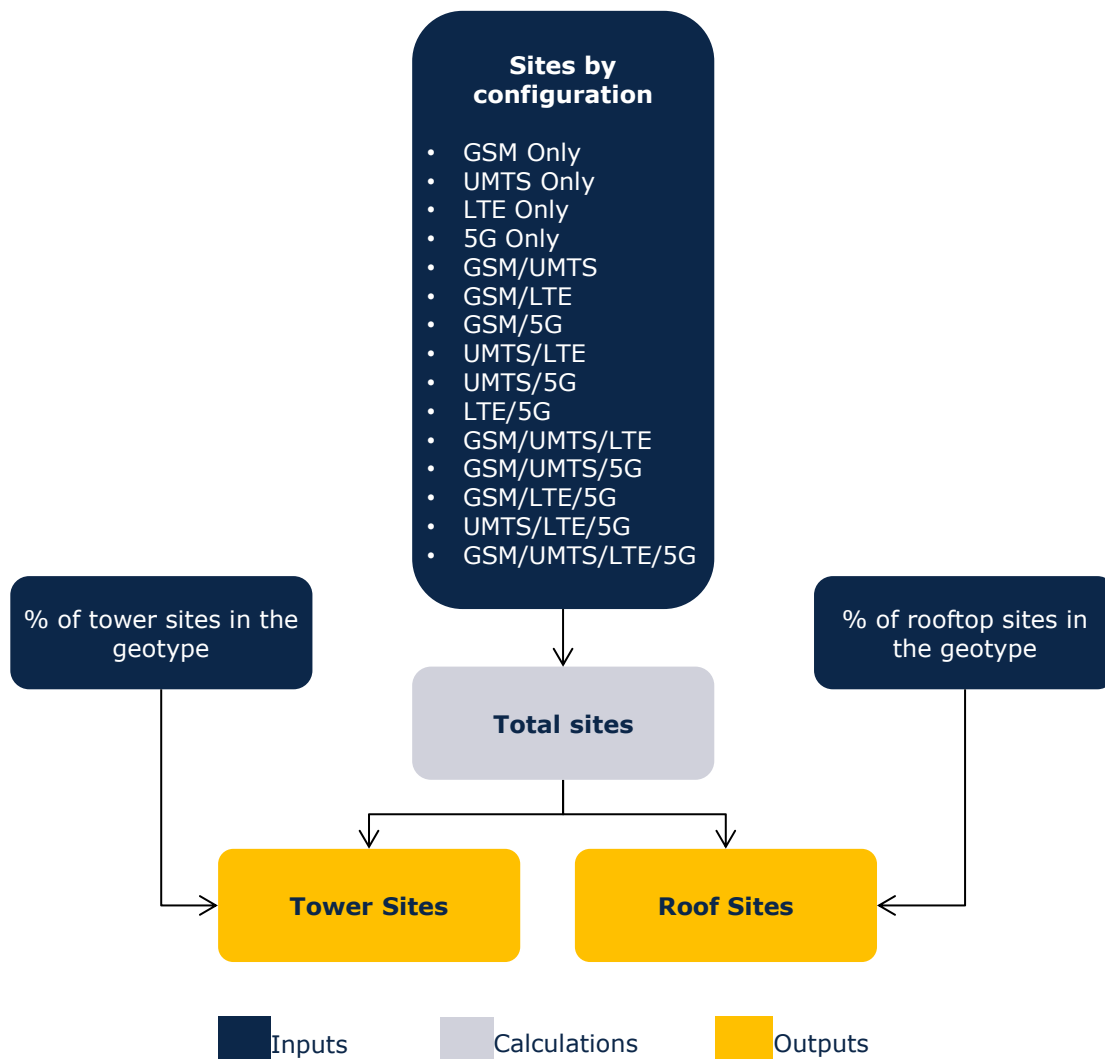 Sites by
configuration
• GSM Only
• UMTS Only
• LTE Only
• 5G Only
• GSM/UMTS
• GSM/LTE
• GSM/5G
• UMTS/LTE
• UMTS/5G
• LTE/5G
• GSM/UMTS/LTE
• GSM/UMTS/5G
• GSM/LTE/5G
• UMTS/LTE/5G
• GSM/UMTS/LTE/5G
% of tower sites in the
geotype
% of rooftop sites in
the geotype
Total sites
Tower Sites
Roof Sites
Inputs
Calculations
Outputs